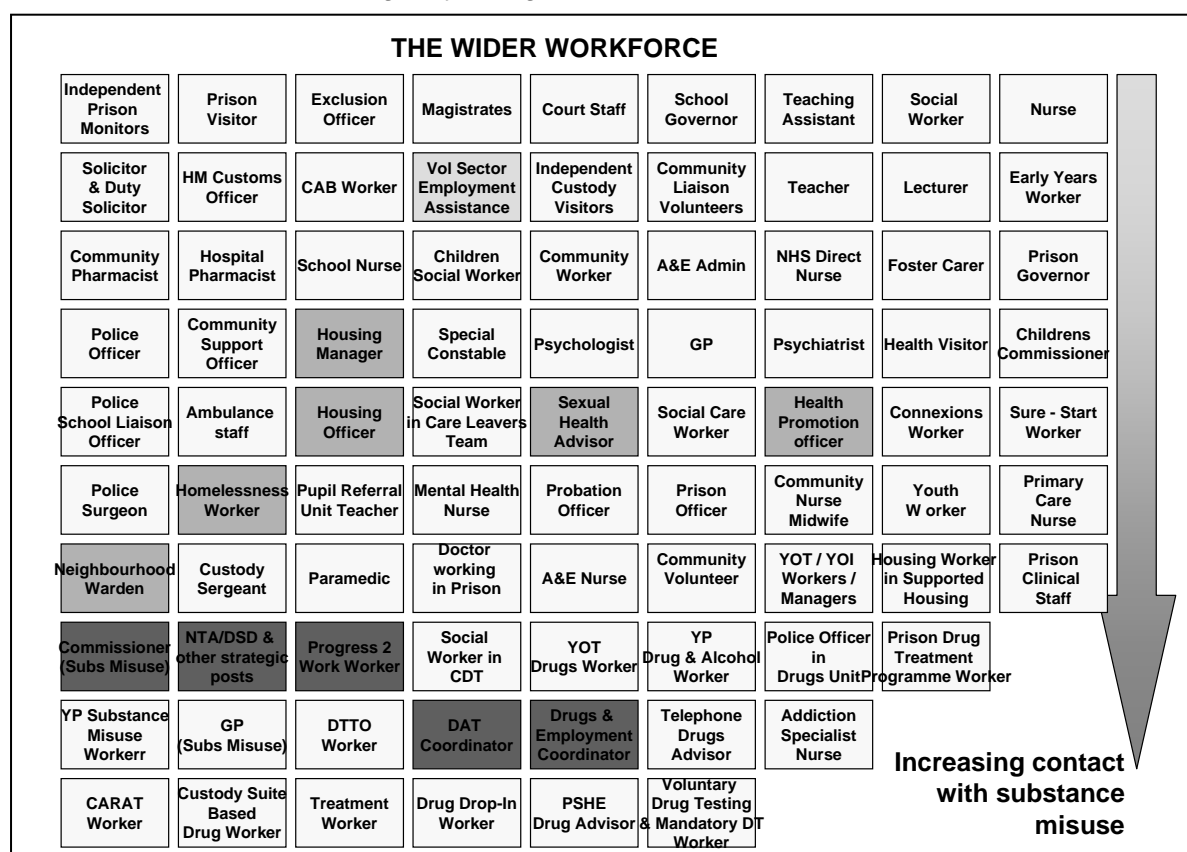 THE WIDER WORKFORCE
Independent
Prison
Monitors
Prison
Visitor
Exclusion
Officer
Magistrates
Court Staff
School
Governor
Teaching
Assistant
Social
Worker
Nurse
Solicitor
& Duty
Solicitor
HM Customs
Officer
CAB Worker
Vol Sector
Employment
Assistance
Independent
Custody
Visitors
Community
Liaison
Volunteers
Teacher
Lecturer
Early Years
Worker
Community
Pharmacist
Hospital
Pharmacist
School Nurse
Children
Social Worker
Community
Worker
A&E Admin
NHS Direct
Nurse
Foster Carer
Prison
Governor
Police
Officer
Community
Support
Officer
Housing
Manager
Special
Constable
Psychologist
GP
Psychiatrist
Health Visitor
Childrens
Commissioner
Police
School Liaison
Officer
Ambulance
staff
Housing
Officer
Social Worker
in Care Leavers
Team
Sexual
Health
Advisor
Social Care
Worker
Health
Promotion
officer
Connexions
Worker
Sure - Start
Worker
Police
Surgeon
Homelessness
Worker
Pupil Referral
Unit Teacher
Mental Health
Nurse
Probation
Officer
Prison
Officer
Community
Nurse
Midwife
Youth
W orker
Primary
Care
Nurse
Neighbourhood
Warden
Custody
Sergeant
Paramedic
Doctor
working
in Prison
A&E Nurse
Community
Volunteer
YOT / YOI
Workers /
Managers
Housing Worker
in Supported
Housing
Prison
Clinical
Staff
Commissioner
(Subs Misuse)
NTA/DSD &
other strategic
posts
Progress 2
Work Worker
Social
Worker in
CDT
YOT
Drugs Worker
YP
Drug & Alcohol
Worker
Police Officer
in
Drugs Unit
Prison Drug
Treatment
Programme Worker
YP Substance
Misuse
Workerr
GP
(Subs Misuse)
DTTO
Worker
DAT
Coordinator
Drugs &
Employment
Coordinator
Telephone
Drugs
Advisor
Addiction
Specialist
Nurse
CARAT
Worker
Custody Suite
Based
Drug Worker
Treatment
Worker
Drug Drop-In
Worker
PSHE
Drug Advisor
Voluntary
Drug Testing
& Mandatory DT
Worker
Increasing contact
with substance
misuse